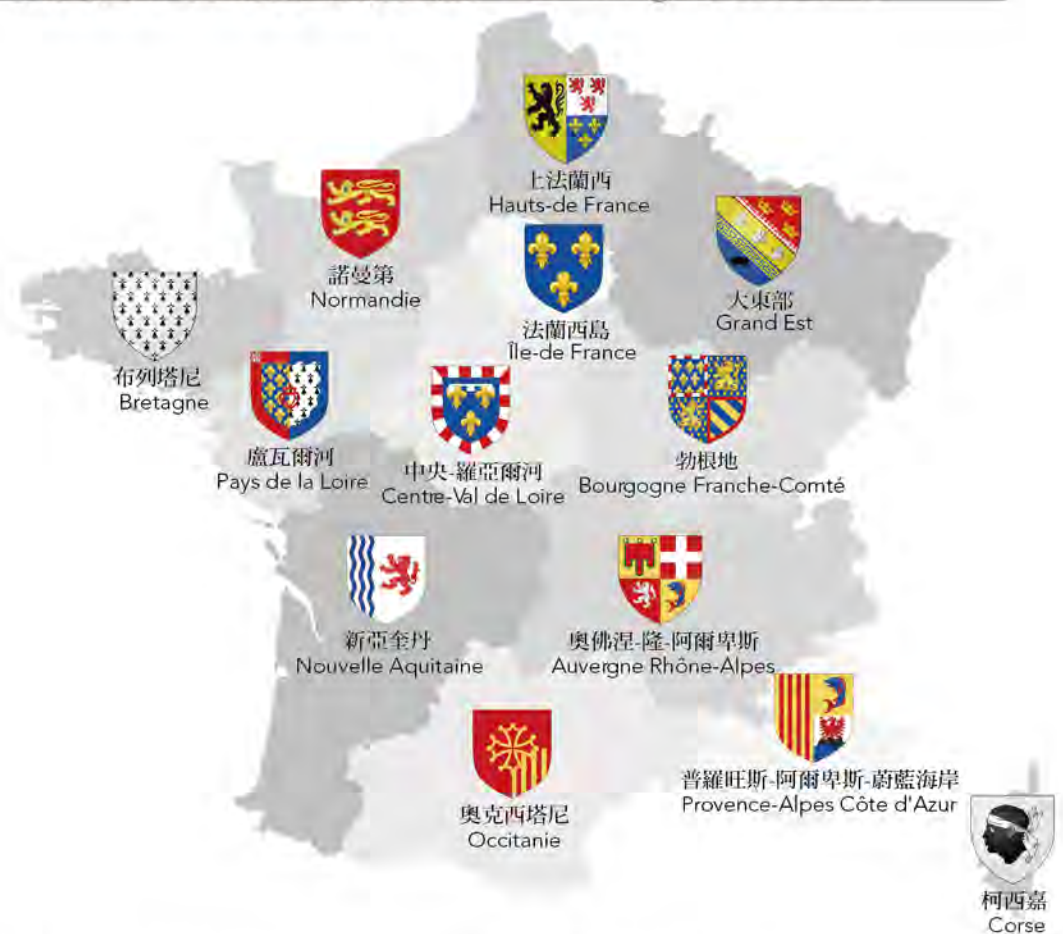 上法蘭西
Hauts-de France
諾曼第
Normandie
大東部
Grand Est
法蘭西島
Île-de France
布列塔尼
Bretagne
盧瓦爾河
Pays de la Loire
中央-羅亞爾河
Centre-Val de Loire
勃根地
Bourgogne Franche-Comté
新亞奎丹
Nouvelle Aquitaine
奧佛涅-隆-阿爾卑斯
Auvergne Rhône-Alpes
普羅旺斯-阿爾卑斯-蔚藍海岸
Provence-Alpes Côte d'Azur
奧克西塔尼
Occitanie
柯西嘉
Corse